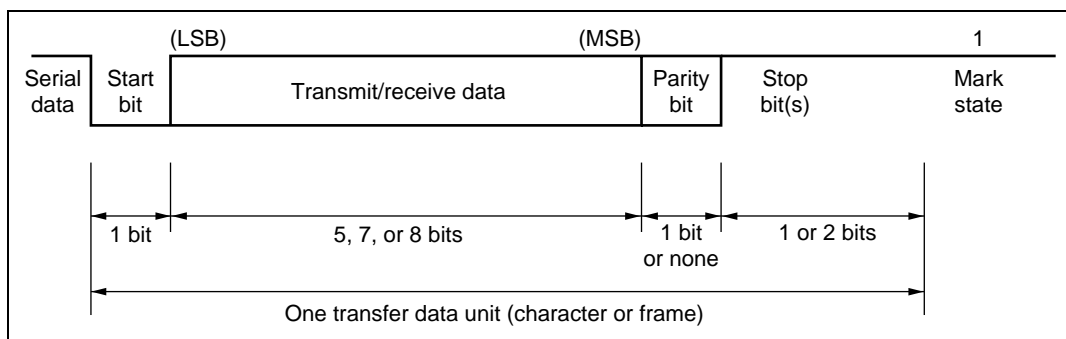 (LSB) (MSB) 1
Serial data
Start bit
Transmit/receive data
Parity bit
Stop bit(s)
Mark state
1 bit
5, 7, or 8 bits
1 bit or none
1 or 2 bits
One transfer data unit (character or frame)